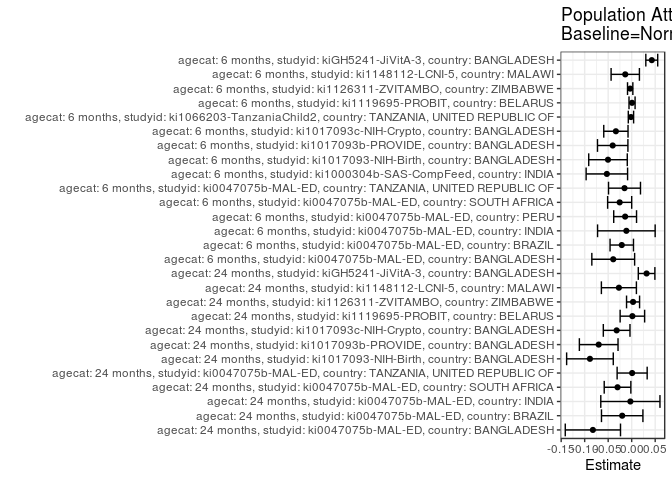 Population Att
Baseline=Norr
agecat: 6 months, studyid: kiGH5241-JiVitA-3, country: BANGLADESH
agecat: 6 months, studyid: ki1148112-LCNI-5, country: MALAWI
agecat: 6 months, studyid: ki1126311-ZVITAMBO, country: ZIMBABWE
agecat: 6 months, studyid: ki1119695-PROBIT, country: BELARUS
agecat: 6 months, studyid: ki1066203-TanzaniaChild2, country: TANZANIA, UNITED REPUBLIC OF
agecat: 6 months, studyid: ki1017093c-NIH-Crypto, country: BANGLADESH
agecat: 6 months, studyid: ki1017093b-PROVIDE, country: BANGLADESH
agecat: 6 months, studyid: ki1017093-NIH-Birth, country: BANGLADESH
agecat: 6 months, studyid: ki1000304b-SAS-CompFeed, country: INDIA
agecat: 6 months, studyid: ki0047075b-MAL-ED, country: TANZANIA, UNITED REPUBLIC OF
agecat: 6 months, studyid: ki0047075b-MAL-ED, country: SOUTH AFRICA
agecat: 6 months, studyid: ki0047075b-MAL-ED, country: PERU
agecat: 6 months, studyid: ki0047075b-MAL-ED, country: INDIA
agecat: 6 months, studyid: ki0047075b-MAL-ED, country: BRAZIL
agecat: 6 months, studyid: ki0047075b-MAL-ED, country: BANGLADESH
agecat: 24 months, studyid: kiGH5241-JiVitA-3, country: BANGLADESH
agecat: 24 months, studyid: ki1148112-LCNI-5, country: MALAWI
agecat: 24 months, studyid: ki1126311-ZVITAMBO, country: ZIMBABWE
agecat: 24 months, studyid: ki1119695-PROBIT, country: BELARUS
agecat: 24 months, studyid: ki1017093c-NIH-Crypto, country: BANGLADESH
agecat: 24 months, studyid: ki1017093b-PROVIDE, country: BANGLADESH
agecat: 24 months, studyid: ki1017093-NIH-Birth, country: BANGLADESH
agecat: 24 months, studyid: ki0047075b-MAL-ED, country: TANZANIA, UNITED REPUBLIC OF
agecat: 24 months, studyid: ki0047075b-MAL-ED, country: SOUTH AFRICA
agecat: 24 months, studyid: ki0047075b-MAL-ED, country: INDIA
agecat: 24 months, studyid: ki0047075b-MAL-ED, country: BRAZIL
agecat: 24 months, studyid: ki0047075b-MAL-ED, country: BANGLADESH
-0.15 -0.10 -0.05 0.00 0.05
Estimate